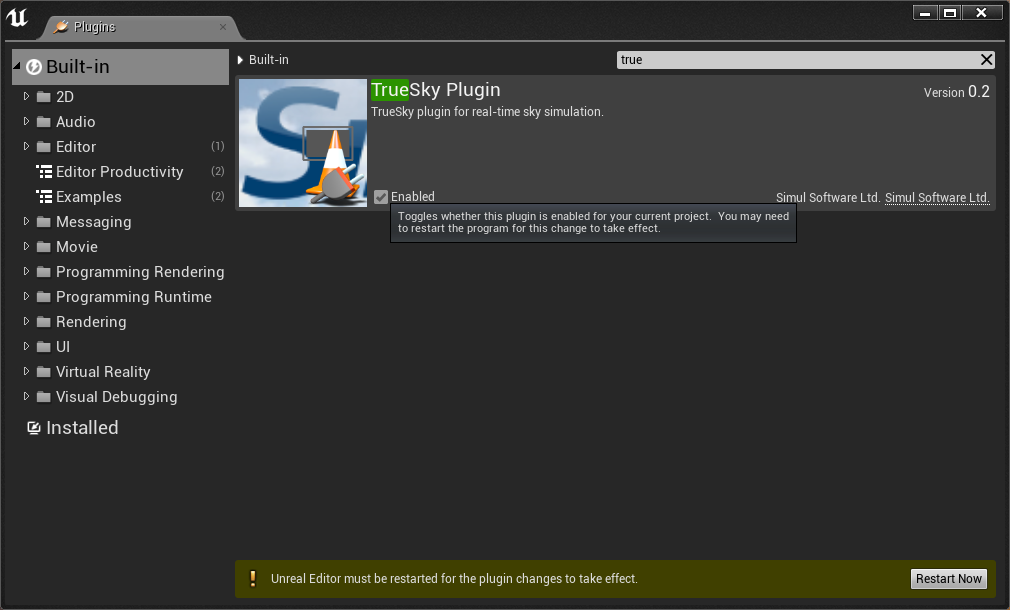 Plugins
Built-in
2D
Audio
Editor (1)
Editor Productivity (2)
Examples (2)
Messaging
Movie
Programming Rendering
Programming Runtime
Rendering
UI
Virtual Reality
Visual Debugging
Installed
Built-in
true
TrueSky Plugin
Version 0.2
TrueSky plugin for real-time sky simulation.
Enabled
Simul Software Ltd. Simul Software Ltd.
Toggles whether this plugin is enabled for your current project.  You may need
to restart the program for this change to take effect.
Unreal Editor must be restarted for the plugin changes to take effect.
Restart Now